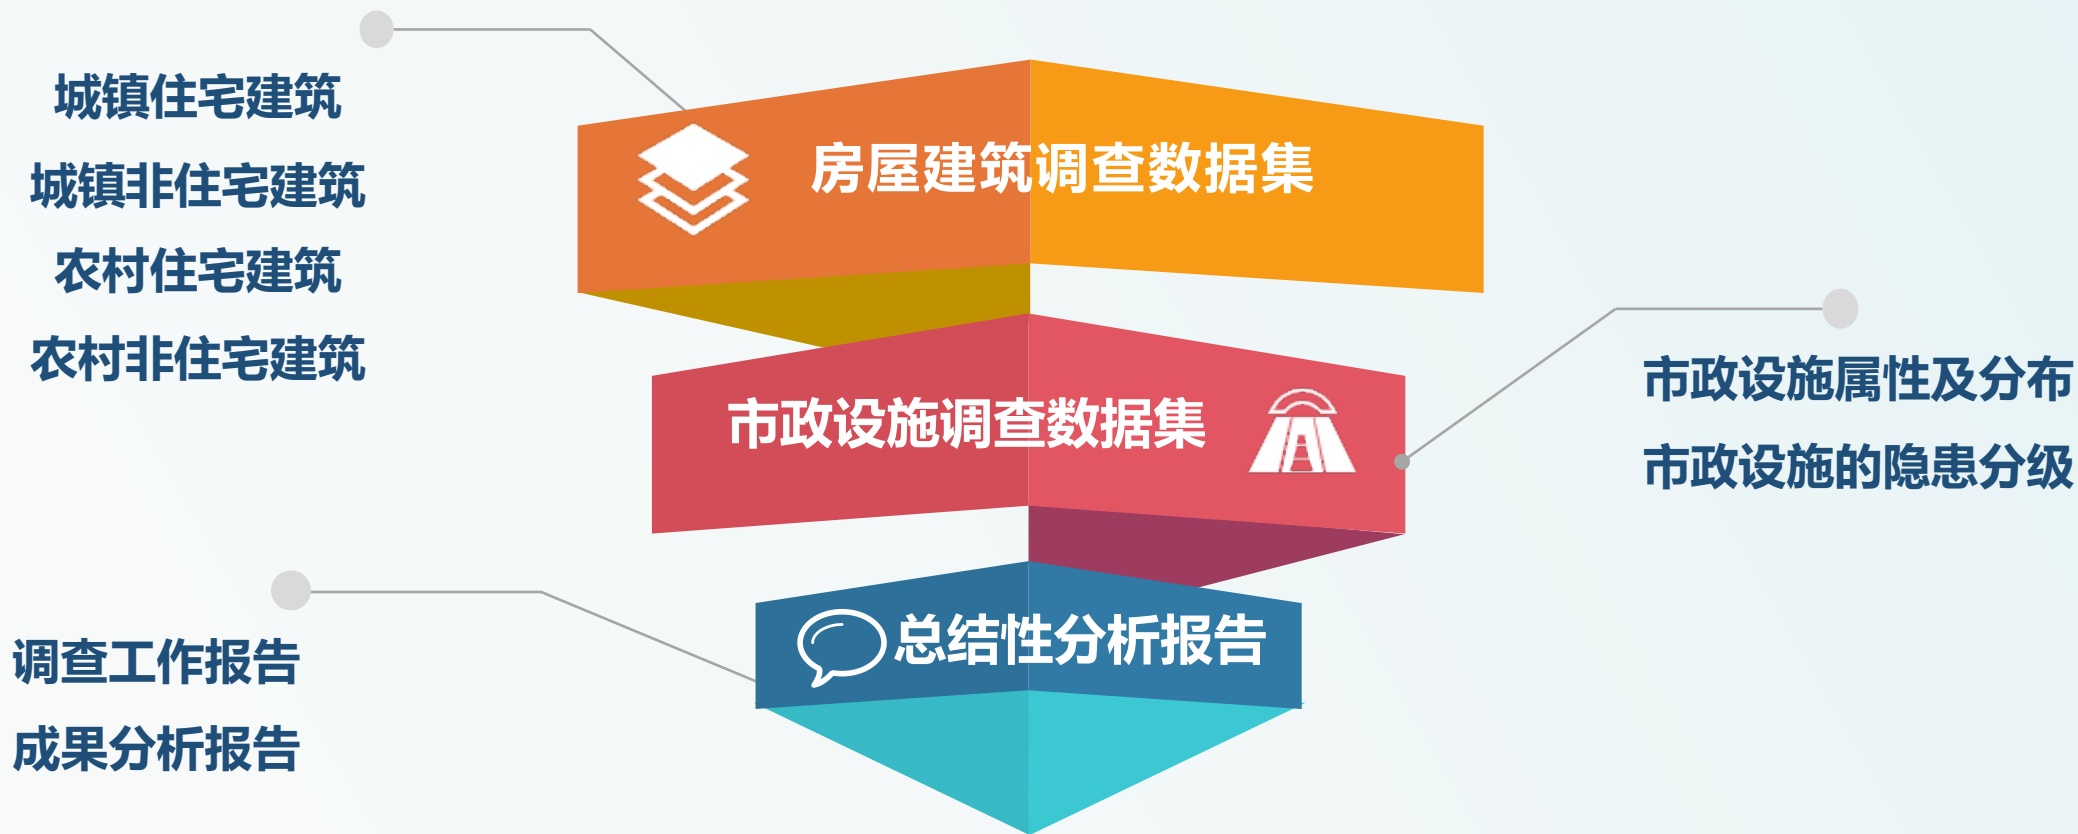 城镇住宅建筑
城镇非住宅建筑
农村住宅建筑
农村非住宅建筑
房屋建筑调查数据集
市政设施调查数据集
市政设施属性及分布
市政设施的隐患分级
总结性分析报告
调查工作报告
成果分析报告